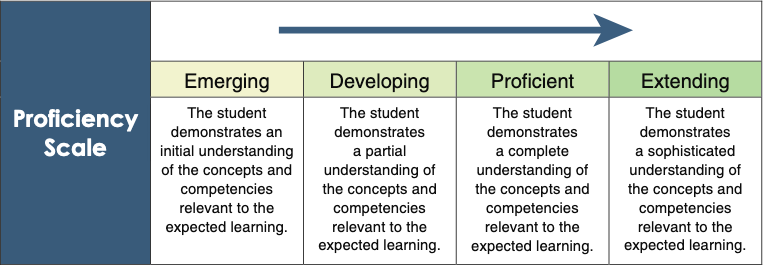 Proficiency
Scale
Emerging
The student
demonstrates an
initial understanding
of the concepts and
competencies
relevant to the
expected learning.
Developing
The student
demonstrates
a partial
understanding of
the concepts and
competencies
relevant to the
expected learning.
Proficient
The student
demonstrates
a complete
understanding of
the concepts and
competencies
relevant to the
expected learning.
Extending
The student
demonstrates
a sophisticated
understanding of
the concepts and
competencies
relevant to the
expected learning.